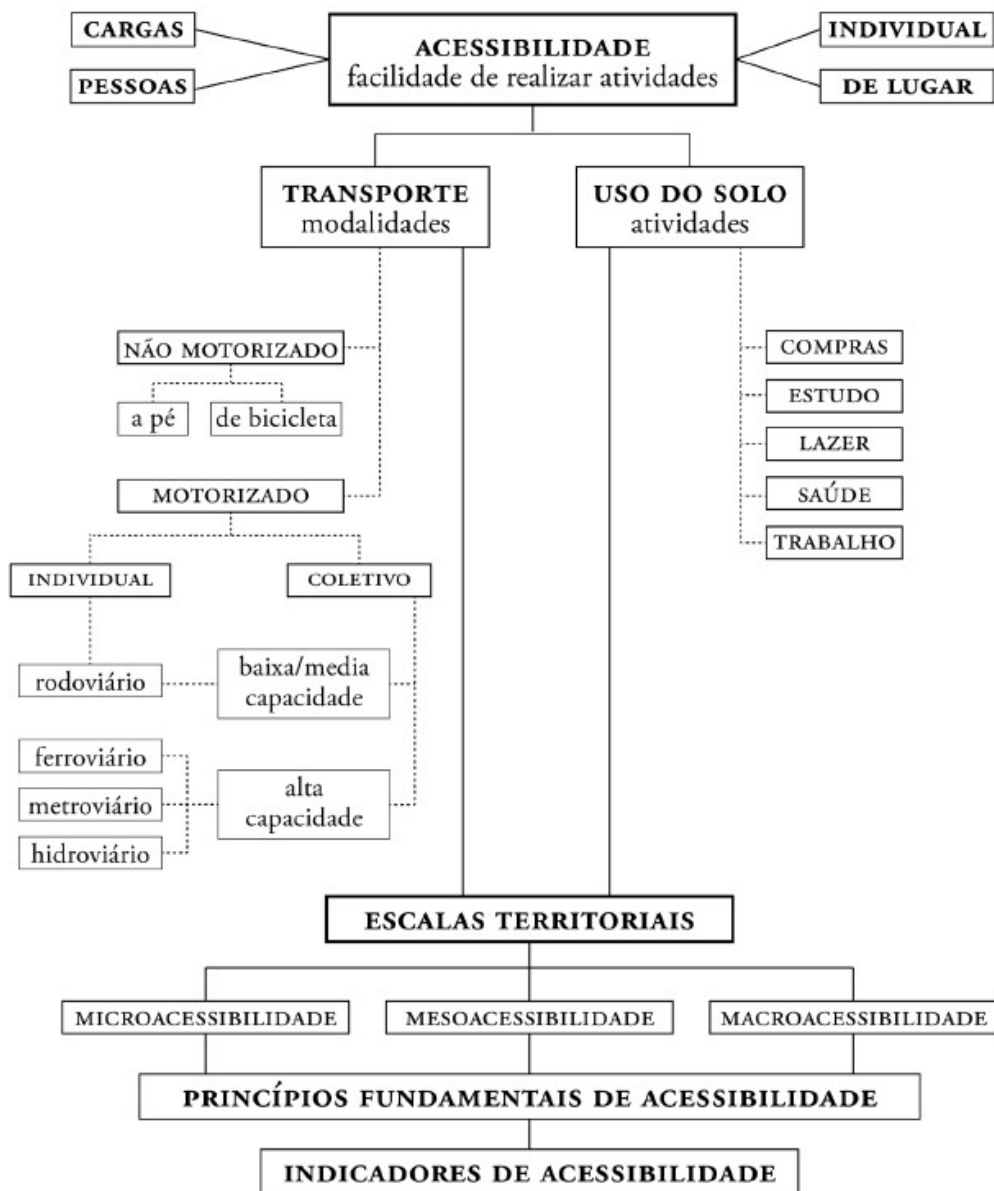 CARGAS
PESSOAS
ACESSIBILIDADE
facilidade de realizar atividades
INDIVIDUAL
DE LUGAR
TRANSPORTE
modalidades
USO DO SOLO
atividades
NÃO MOTORIZADO
a pé
de bicicleta
MOTORIZADO
INDIVIDUAL
COLETIVO
rodoviário
baixa/media
capacidade
ferroviário
metroviário
hidroviário
alta
capacidade
COMPRAS
ESTUDO
LAZER
SAÚDE
TRABALHO
ESCALAS TERRITORIAIS
MICROACESSIBILIDADE
MESOACESSIBILIDADE
MACROACESSIBILIDADE
PRINCÍPIOS FUNDAMENTAIS DE ACESSIBILIDADE
INDICADORES DE ACESSIBILIDADE